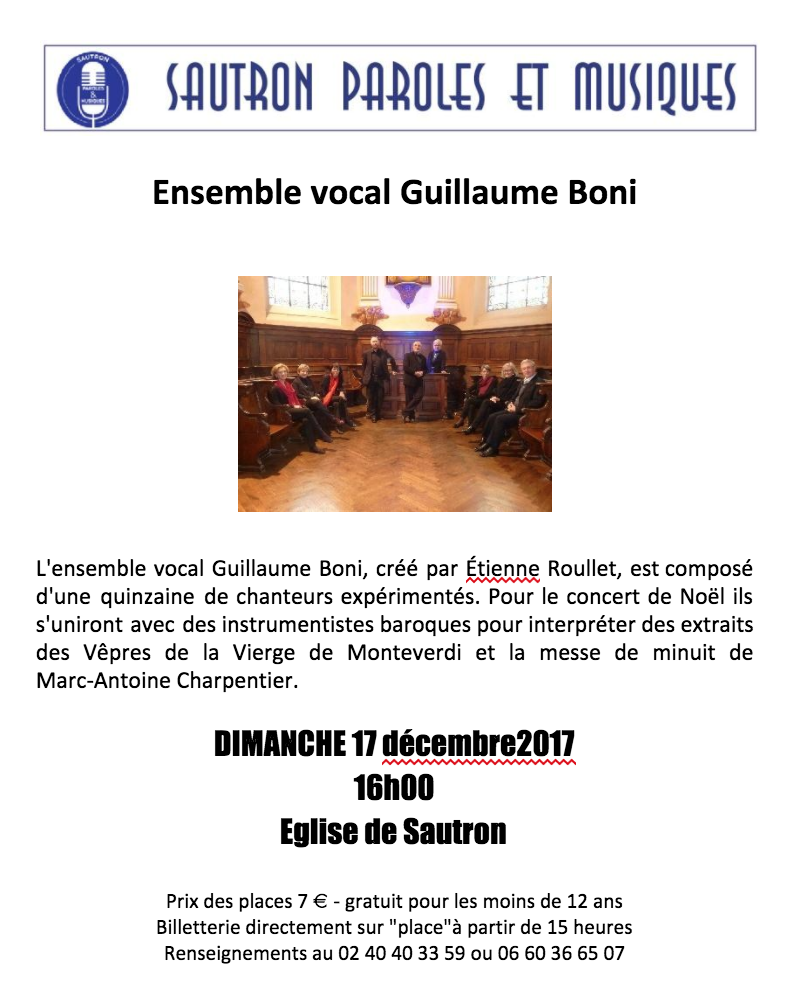 SAUTRON
PAROLES
&
MUSIQUES
SAUTRON PAROLES ET MUSIQUES
Ensemble vocal Guillaume Boni
L'ensemble vocal Guillaume Boni, créé par Étienne Roullet, est composé
d'une quinzaine de chanteurs expérimentés. Pour le concert de Noël ils
s'uniront avec des instrumentistes baroques pour interpréter des extraits
des Vêpres de la Vierge de Monteverdi et la messe de minuit de
Marc-Antoine Charpentier.
DIMANCHE 17 décembre2017
16h00
Eglise de Sautron
Prix des places 7 € - gratuit pour les moins de 12 ans
Billetterie directement sur "place"à partir de 15 heures
Renseignements au 02 40 40 33 59 ou 06 60 36 65 07